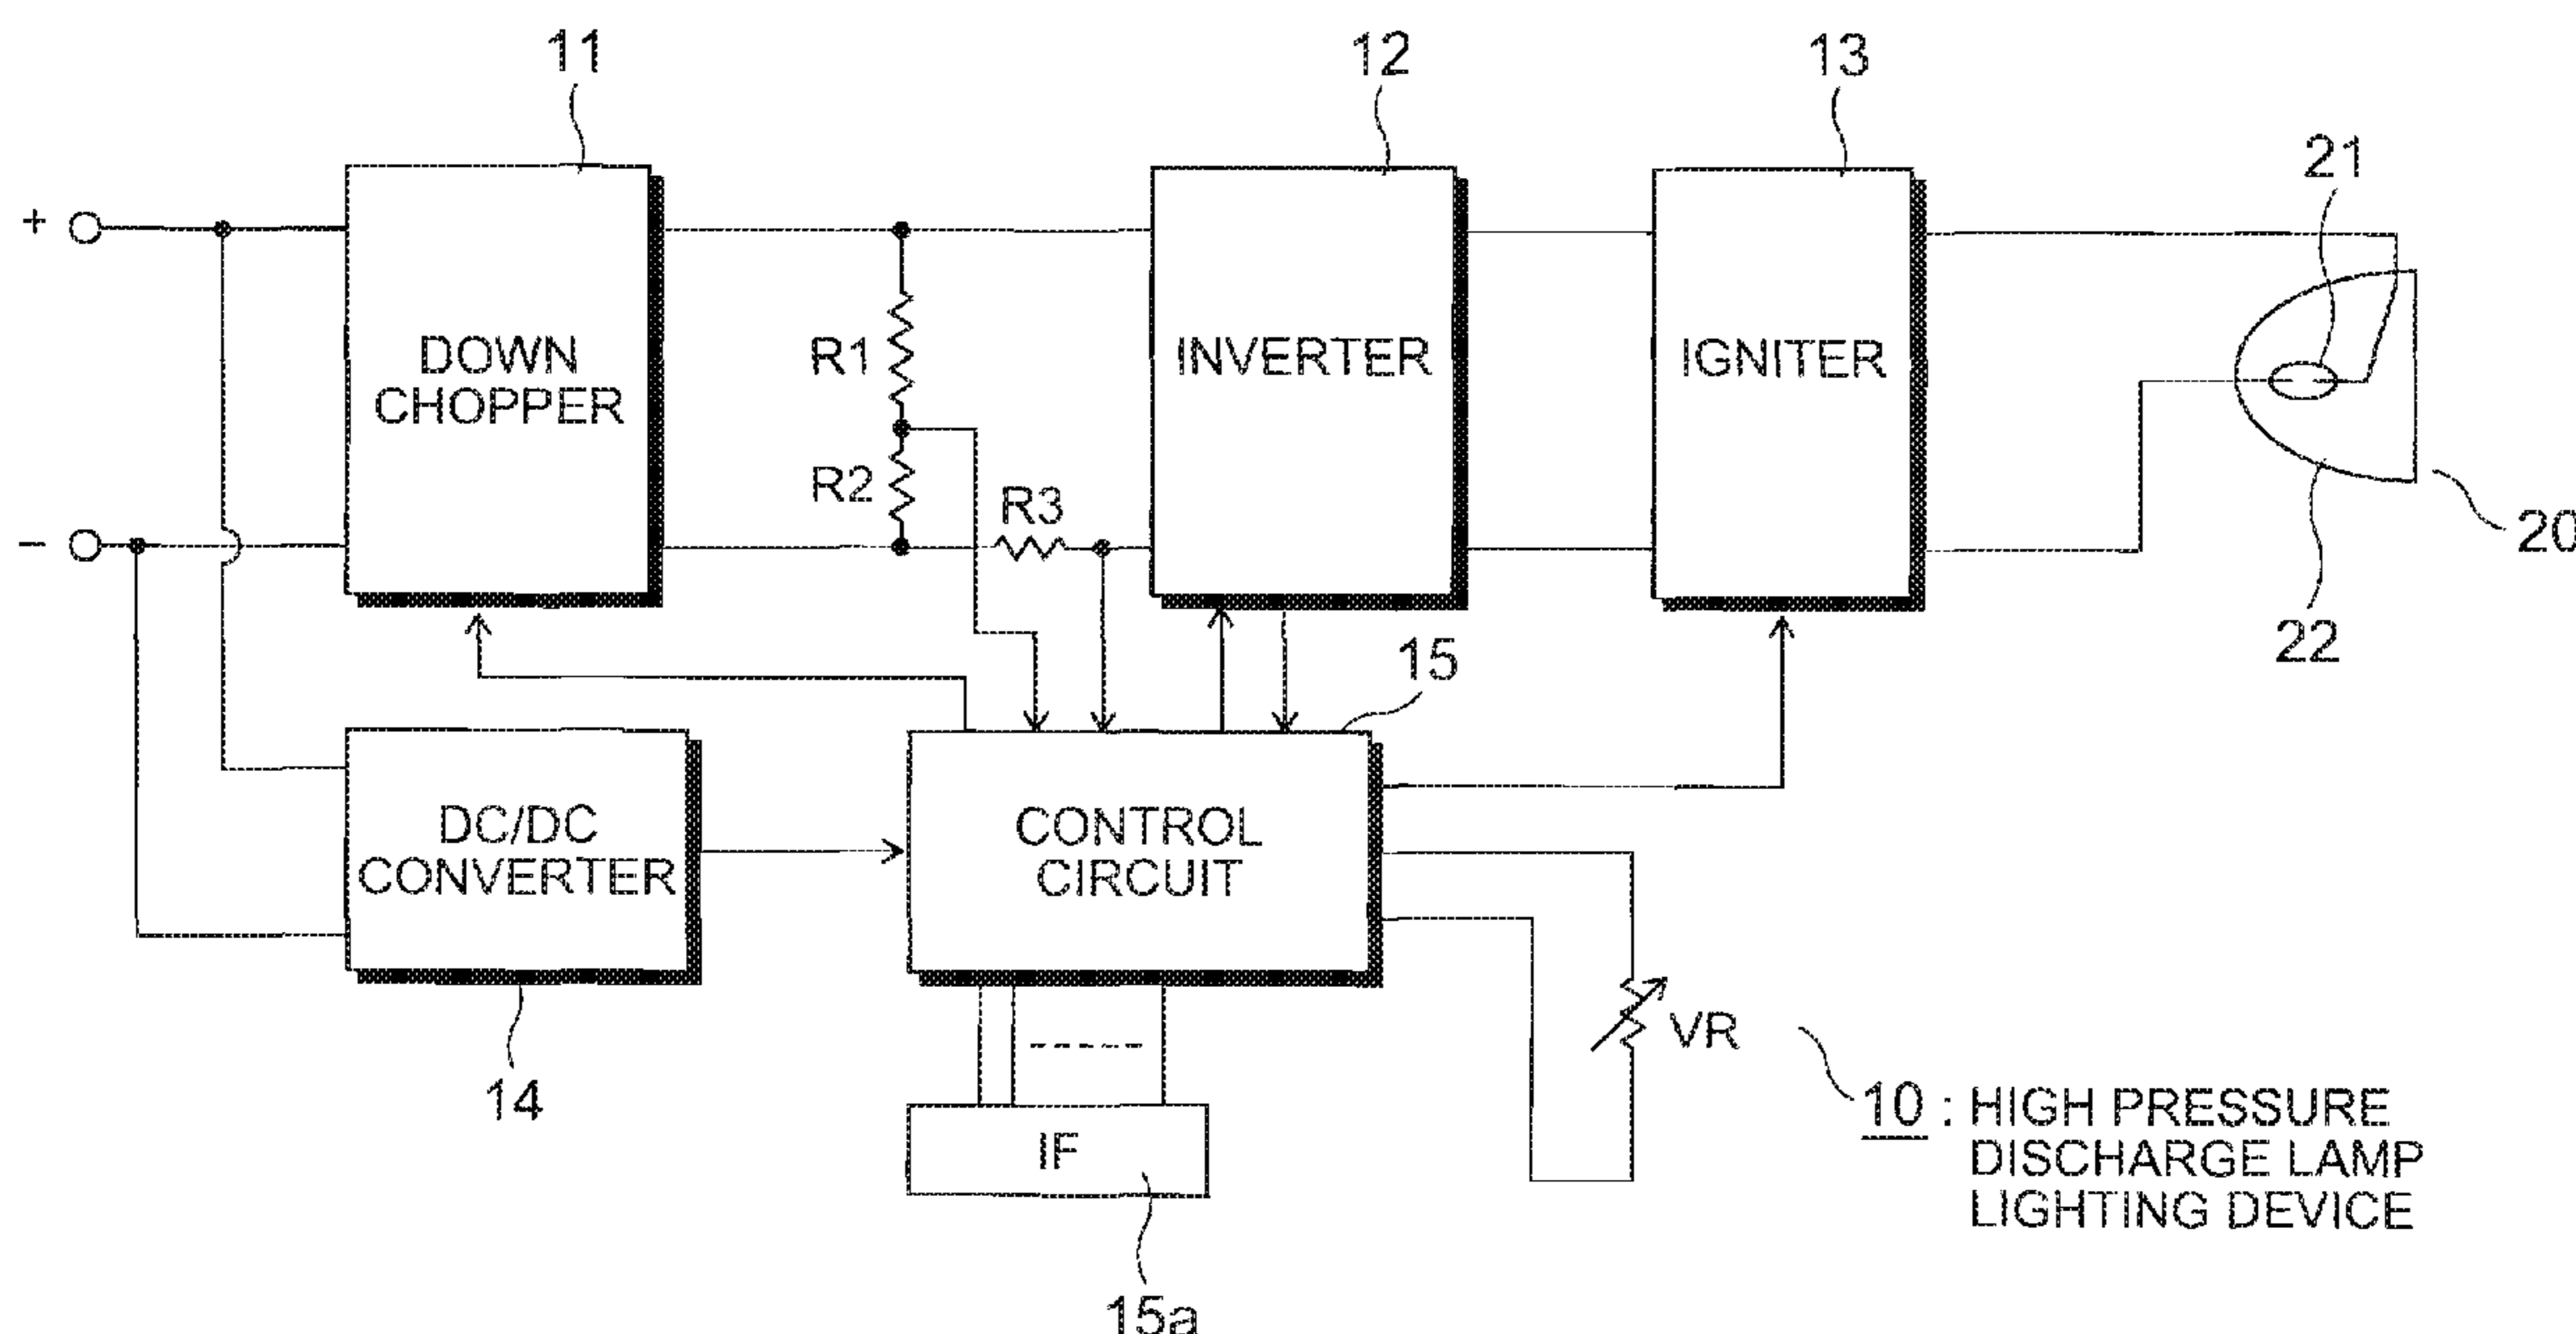 11
12
13
21
+
DOWN
CHOPPER
R1
INVERTER
IGNITER
R2
R3
−
20
22
15
DC/DC
CONVERTER
CONTROL
CIRCUIT
VR
14
10 : HIGH PRESSURE
DISCHARGE LAMP
LIGHTING DEVICE
IF
15a